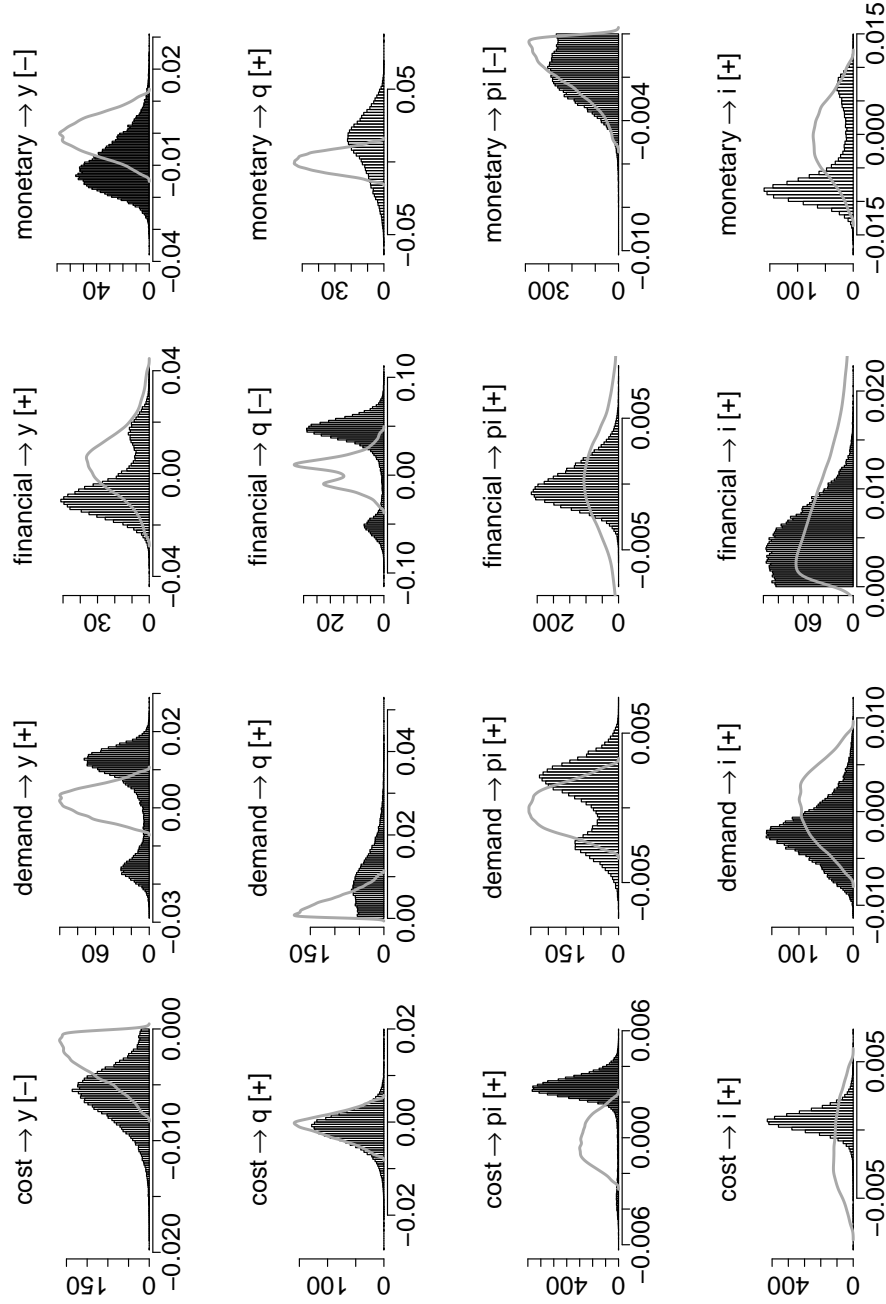 cost → y [−]
0 150
−0.020 −0.010 0.000
demand → y [+]
0 60
−0.03 0.00 0.02
financial → y [+]
0 30
−0.04 0.00 0.04
monetary → y [−]
0 40
−0.04 −0.01 0.02
cost → q [+]
0 100
−0.02 0.00 0.02
demand → q [+]
0 150
0.00 0.02 0.04
financial → q [−]
0 20
−0.10 0.00 0.10
monetary → q [+]
0 30
−0.05 0.05
cost → pi [+]
0 400
−0.006 0.000 0.006
demand → pi [+]
0 150
−0.005 0.005
financial → pi [+]
0 200
−0.005 0.005
monetary → pi [−]
0 300
−0.010 −0.004
cost → i [+]
0 400
−0.005 0.005
demand → i [+]
0 100
−0.010 0.000 0.010
financial → i [+]
0 60
0.000 0.010 0.020
monetary → i [+]
0 100
−0.015 0.000 0.015